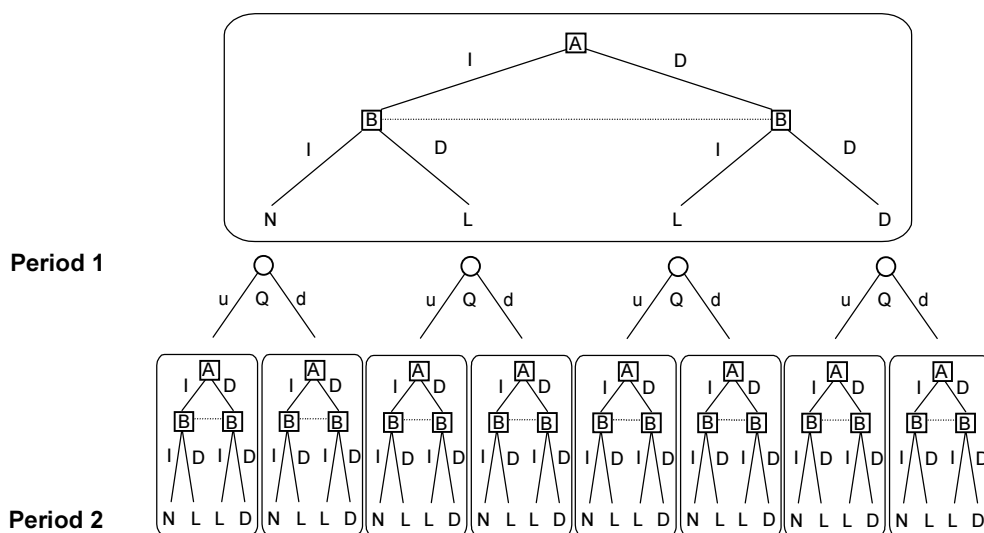 A
I D
B B
I D I D
N L L D
Period 1
u Q d u Q d u Q d u Q d
A A A A A A A A
I D I D I D I D I D I D I D I D
B B B B B B B B B B B B B B B B
I D I D I D I D I D I D I D I D I D I D I D I D I D I D I D I D
Period 2
N L L D N L L D N L L D N L L D N L L D N L L D N L L D N L L D